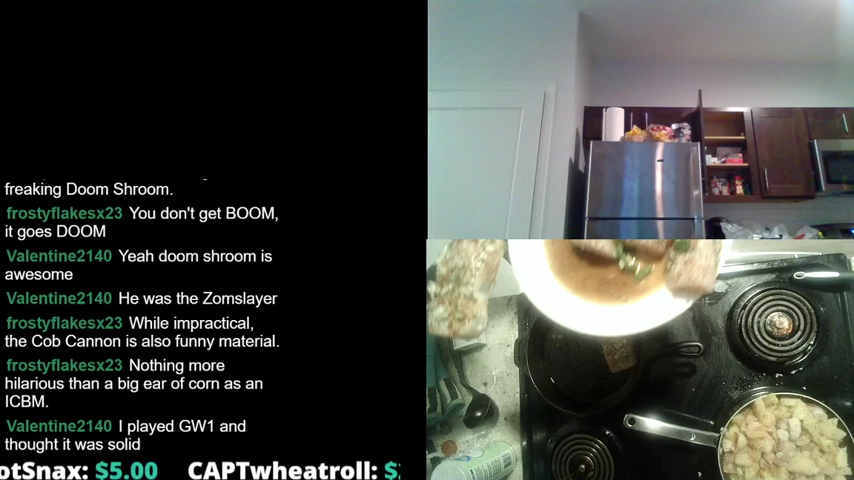 freaking Doom Shroom.
frostyflakesx23 You don't get BOOM,
it goes DOOM
Valentine2140 Yeah doom shroom is
awesome
Valentine2140 He was the Zomslayer
frostyflakesx23 While impractical,
the Cob Cannon is also funny material.
frostyflakesx23 Nothing more
hilarious than a big ear of corn as an
ICBM.
Valentine2140 I played GW1 and
thought it was solid
otSnax: $5.00 CAPTwheatroll: $